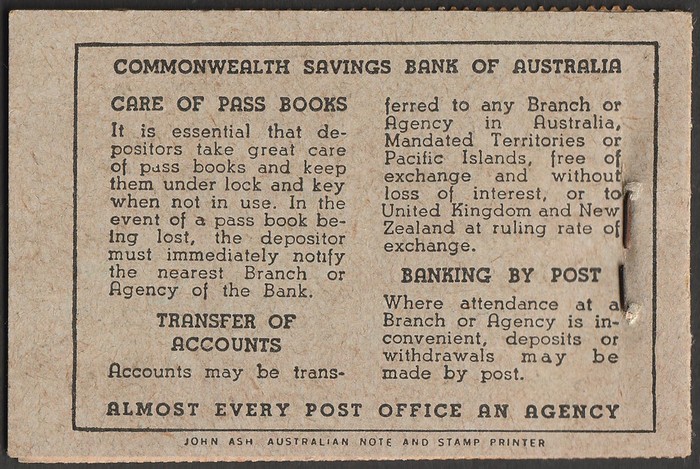 COMMONWEALTH SAVINGS BANK OF AUSTRALIA
CARE OF PASS BOOKS
It is essential that de-
positors take great care
of pass books and keep
them under lock and key
when not in use. In the
event of a pass book be-
ing lost, the depositor
must immediately notify
the nearest Branch or
Agency of the Bank.
TRANSFER OF
ACCOUNTS
Accounts may be trans-
ferred to any Branch or
Agency in Australia,
Mandated Territories or
Pacific Islands, free of
exchange and without
loss of interest, or to
United Kingdom and New
Zealand at ruling rate of
exchange.
BANKING BY POST
Where attendance at a
Branch or Agency is in-
convenient, deposits or
withdrawals may be
made by post.
ALMOST EVERY POST OFFICE AN AGENCY
JOHN ASH AUSTRALIAN NOTE AND STAMP PRINTER